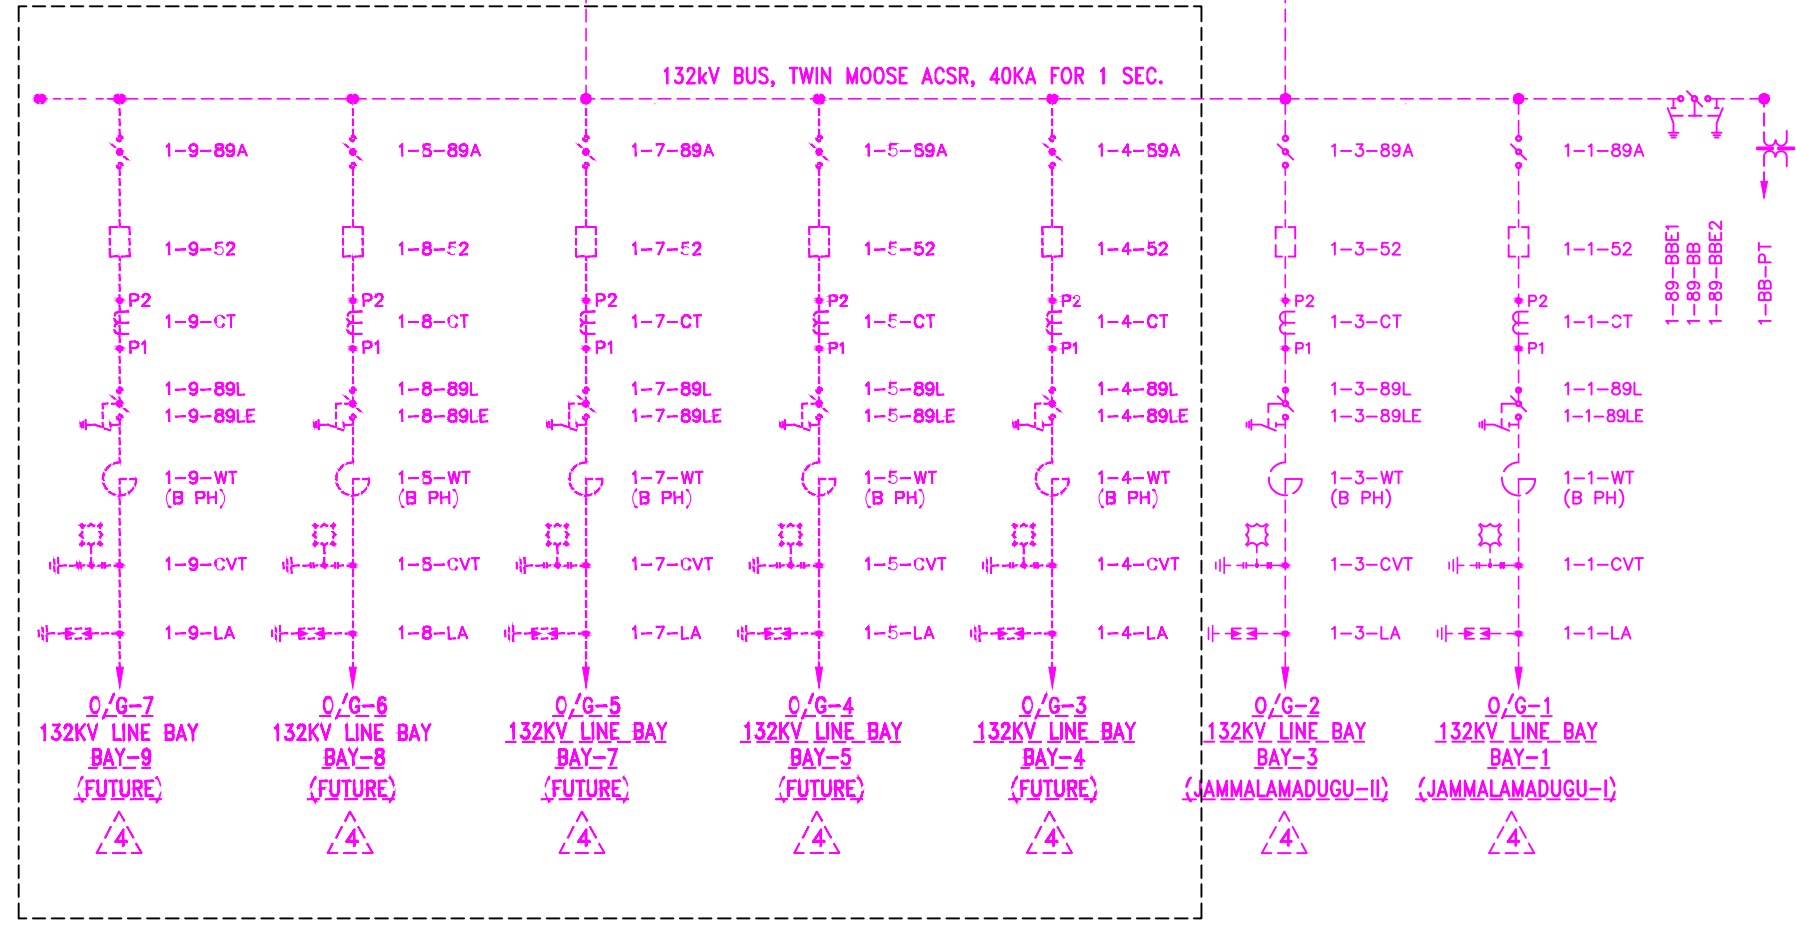 132kV BUS, TWIN MOOSE ACSR, 40KA FOR 1 SEC.
1-9-89A
1-8-89A
1-7-89A
1-5-89A
1-4-89A
1-3-89A
1-1-89A
1-9-52
1-8-52
1-7-52
1-5-52
1-4-52
1-3-52
1-1-52
1-89-BBE1
1-89-BB
1-89-BBE2
1-BB-PT
P2
P2
P2
P2
P2
P2
P2
1-9-CT
1-8-CT
1-7-CT
1-5-CT
1-4-CT
1-3-CT
1-1-CT
P1
P1
P1
P1
P1
P1
P1
1-9-89L
1-8-89L
1-7-89L
1-5-89L
1-4-89L
1-3-89L
1-1-89L
1-9-89LE
1-8-89LE
1-7-89LE
1-5-89LE
1-4-89LE
1-3-89LE
1-1-89LE
1-9-WT
1-8-WT
1-7-WT
1-5-WT
1-4-WT
1-3-WT
1-1-WT
(B PH)
(B PH)
(B PH)
(B PH)
(B PH)
(B PH)
(B PH)
1-9-CVT
1-8-CVT
1-7-CVT
1-5-CVT
1-4-CVT
1-3-CVT
1-1-CVT
1-9-LA
1-8-LA
1-7-LA
1-5-LA
1-4-LA
1-3-LA
1-1-LA
O/G-7
132KV LINE BAY
BAY-9
(FUTURE)
4
O/G-6
132KV LINE BAY
BAY-8
(FUTURE)
4
O/G-5
132KV LINE BAY
BAY-7
(FUTURE)
4
O/G-4
132KV LINE BAY
BAY-5
(FUTURE)
4
O/G-3
132KV LINE BAY
BAY-4
(FUTURE)
4
O/G-2
132KV LINE BAY
BAY-3
(JAMMALAMADUGU-II)
4
O/G-1
132KV LINE BAY
BAY-1
(JAMMALAMADUGU-I)
4